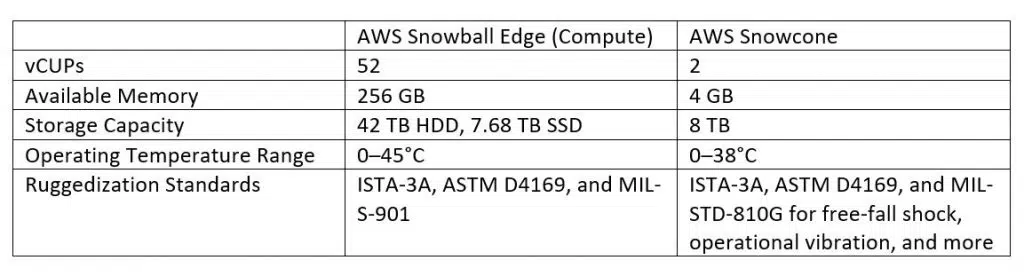 AWS Snowball Edge (Compute) AWS Snowcone
vCUPs 52 2
Available Memory 256 GB 4 GB
Storage Capacity 42 TB HDD, 7.68 TB SSD 8 TB
Operating Temperature Range 0–45°C 0–38°C
Ruggedization Standards ISTA-3A, ASTM D4169, and MIL- ISTA-3A, ASTM D4169, and MIL-
S-901 STD-810G for free-fall shock,
operational vibration, and more